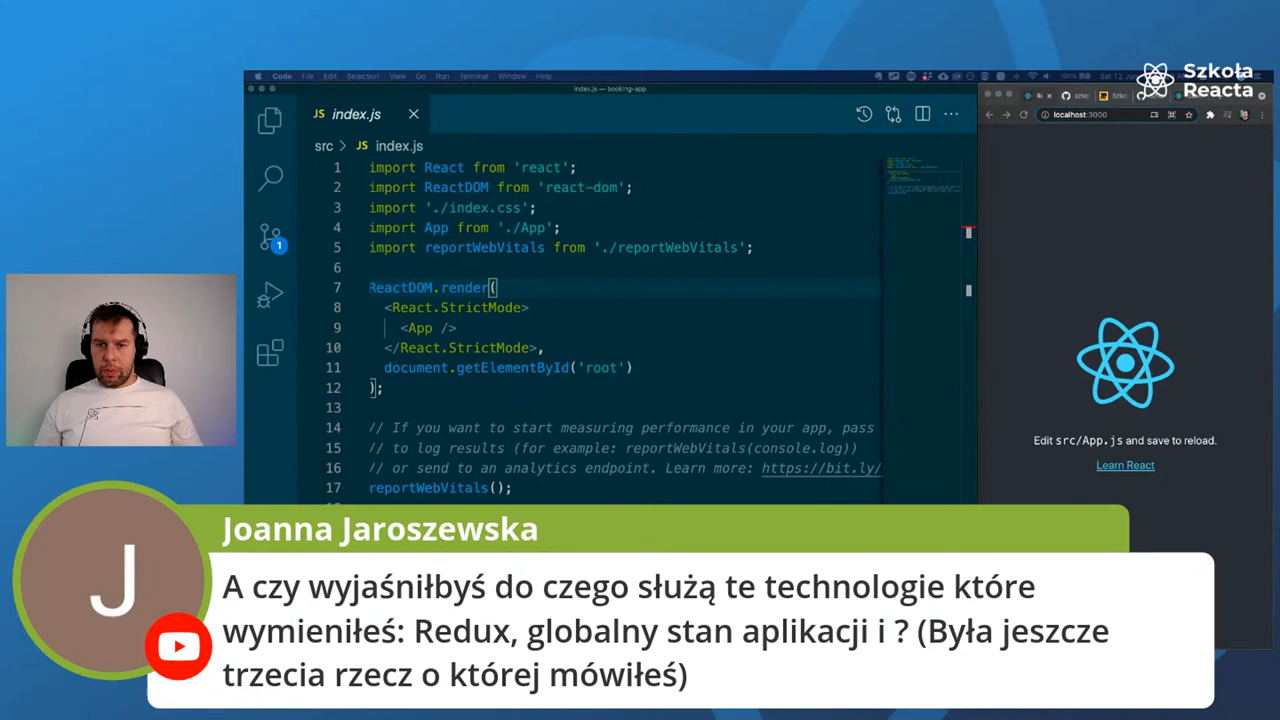 Code File Edit Selection View Go Run Terminal Window Help
index.js — booking-app
Szkoła
Reacta
JS index.js
localhost:3000
src > JS index.js
1 import React from 'react';
2 import ReactDOM from 'react-dom';
3 import './index.css';
4 import App from './App';
5 import reportWebVitals from './reportWebVitals';
6
7 ReactDOM.render(
8 <React.StrictMode>
9 <App />
10 </React.StrictMode>,
11 document.getElementById('root')
12 );
13
14 // If you want to start measuring performance in your app, pass
15 // to log results (for example: reportWebVitals(console.log))
16 // or send to an analytics endpoint. Learn more: https://bit.ly/
17 reportWebVitals();
1
Edit src/App.js and save to reload.
Learn React
J
Joanna Jaroszewska
A czy wyjaśniłbyś do czego służą te technologie które
wymieniłeś: Redux, globalny stan aplikacji i ? (Była jeszcze
trzecia rzecz o której mówiłeś)